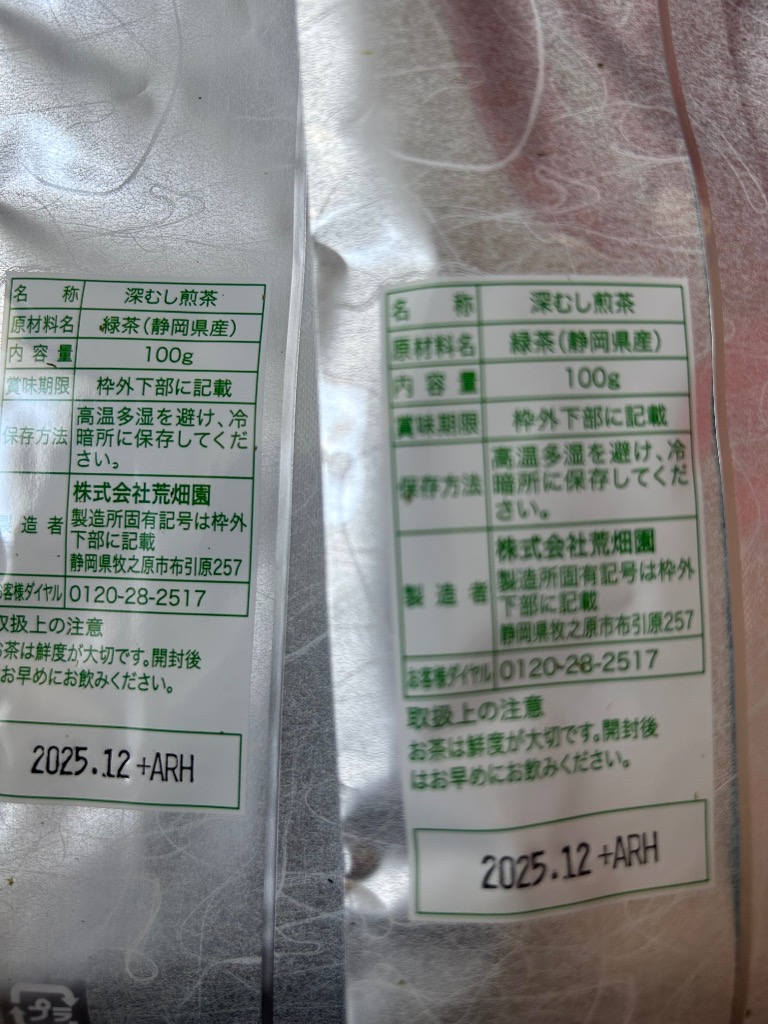 名称 深むし煎茶
原材料名 緑茶(静岡県産)
内容量 100g
賞味期限 枠外下部に記載
保存方法 高温多湿を避け、冷
暗所に保存してくだ
さい。
製造者 株式会社荒畑園
製造所固有記号は枠外
下部に記載
静岡県牧之原市布引原257
お客様ダイヤル 0120-28-2517
取扱上の注意
お茶は鮮度が大切です。開封後
はお早めにお飲みください。
2025.12 +ARH
プラ
名称 深むし煎茶
原材料名 緑茶(静岡県産)
内容量 100g
賞味期限 枠外下部に記載
保存方法 高温多湿を避け、冷
暗所に保存してくだ
さい。
製造者 株式会社荒畑園
製造所固有記号は枠外
下部に記載
静岡県牧之原市布引原257
お客様ダイヤル 0120-28-2517
取扱上の注意
お茶は鮮度が大切です。開封後
はお早めにお飲みください。
2025.12 +ARH